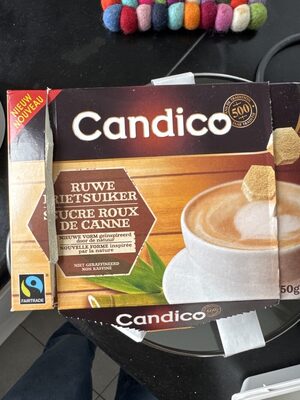 NIEUW
NOUVEAU
Candico
500
RUWE
RIETSUIKER
SUCRE ROUX
DE CANNE
NIEUWE VORM geïnspireerd
door de natuur
NOUVELLE FORME inspirée
par la nature
NIET GERAFFINEERD
NON RAFFINÉ
FAIRTRADE
50g
Candico